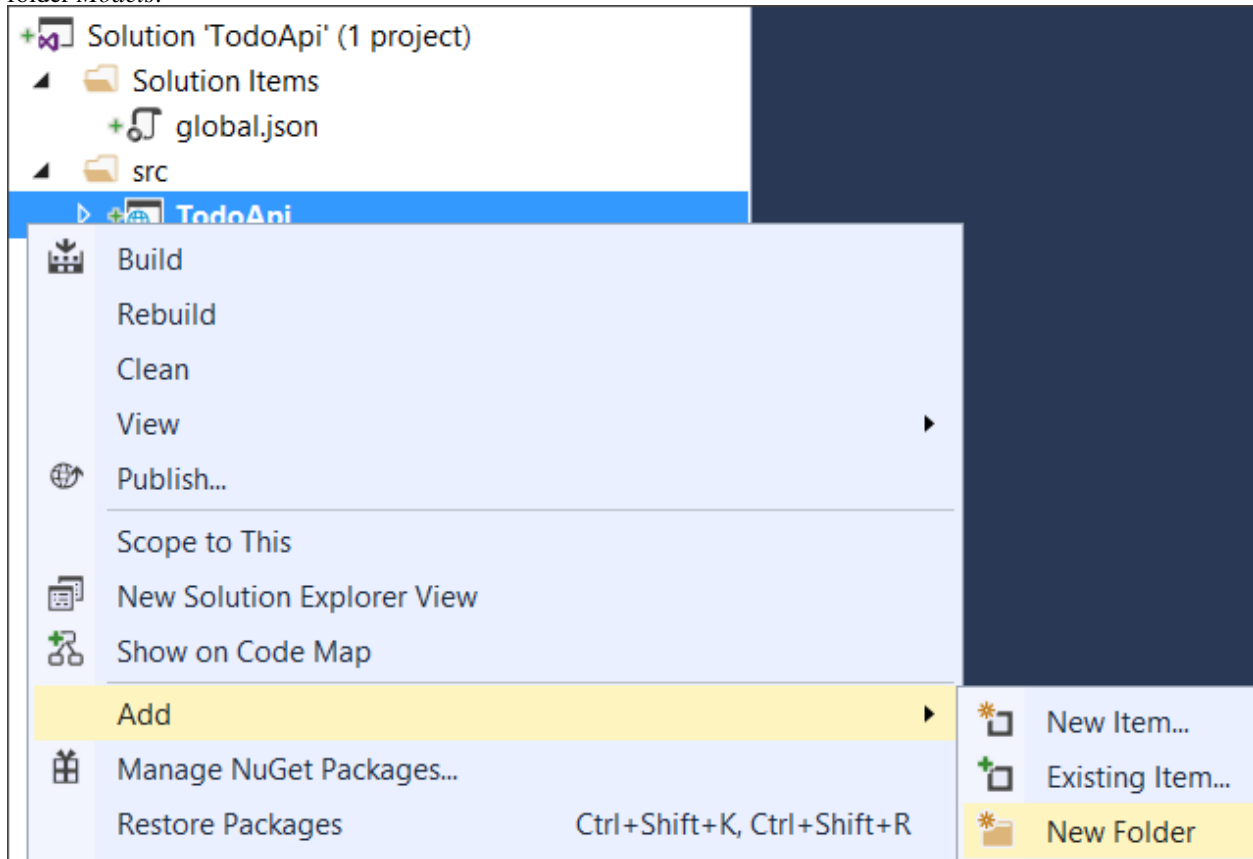 folder Models.
Solution 'TodoApi' (1 project)
Solution Items
global.json
src
TodoApi
Build
Rebuild
Clean
View
Publish...
Scope to This
New Solution Explorer View
Show on Code Map
Add
New Item...
Manage NuGet Packages...
Existing Item...
Restore Packages Ctrl+Shift+K, Ctrl+Shift+R
New Folder